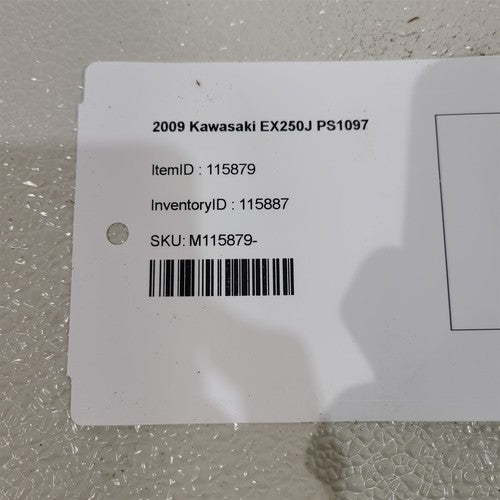 2009 Kawasaki EX250J PS1097
ItemID : 115879
InventoryID : 115887
SKU: M115879-